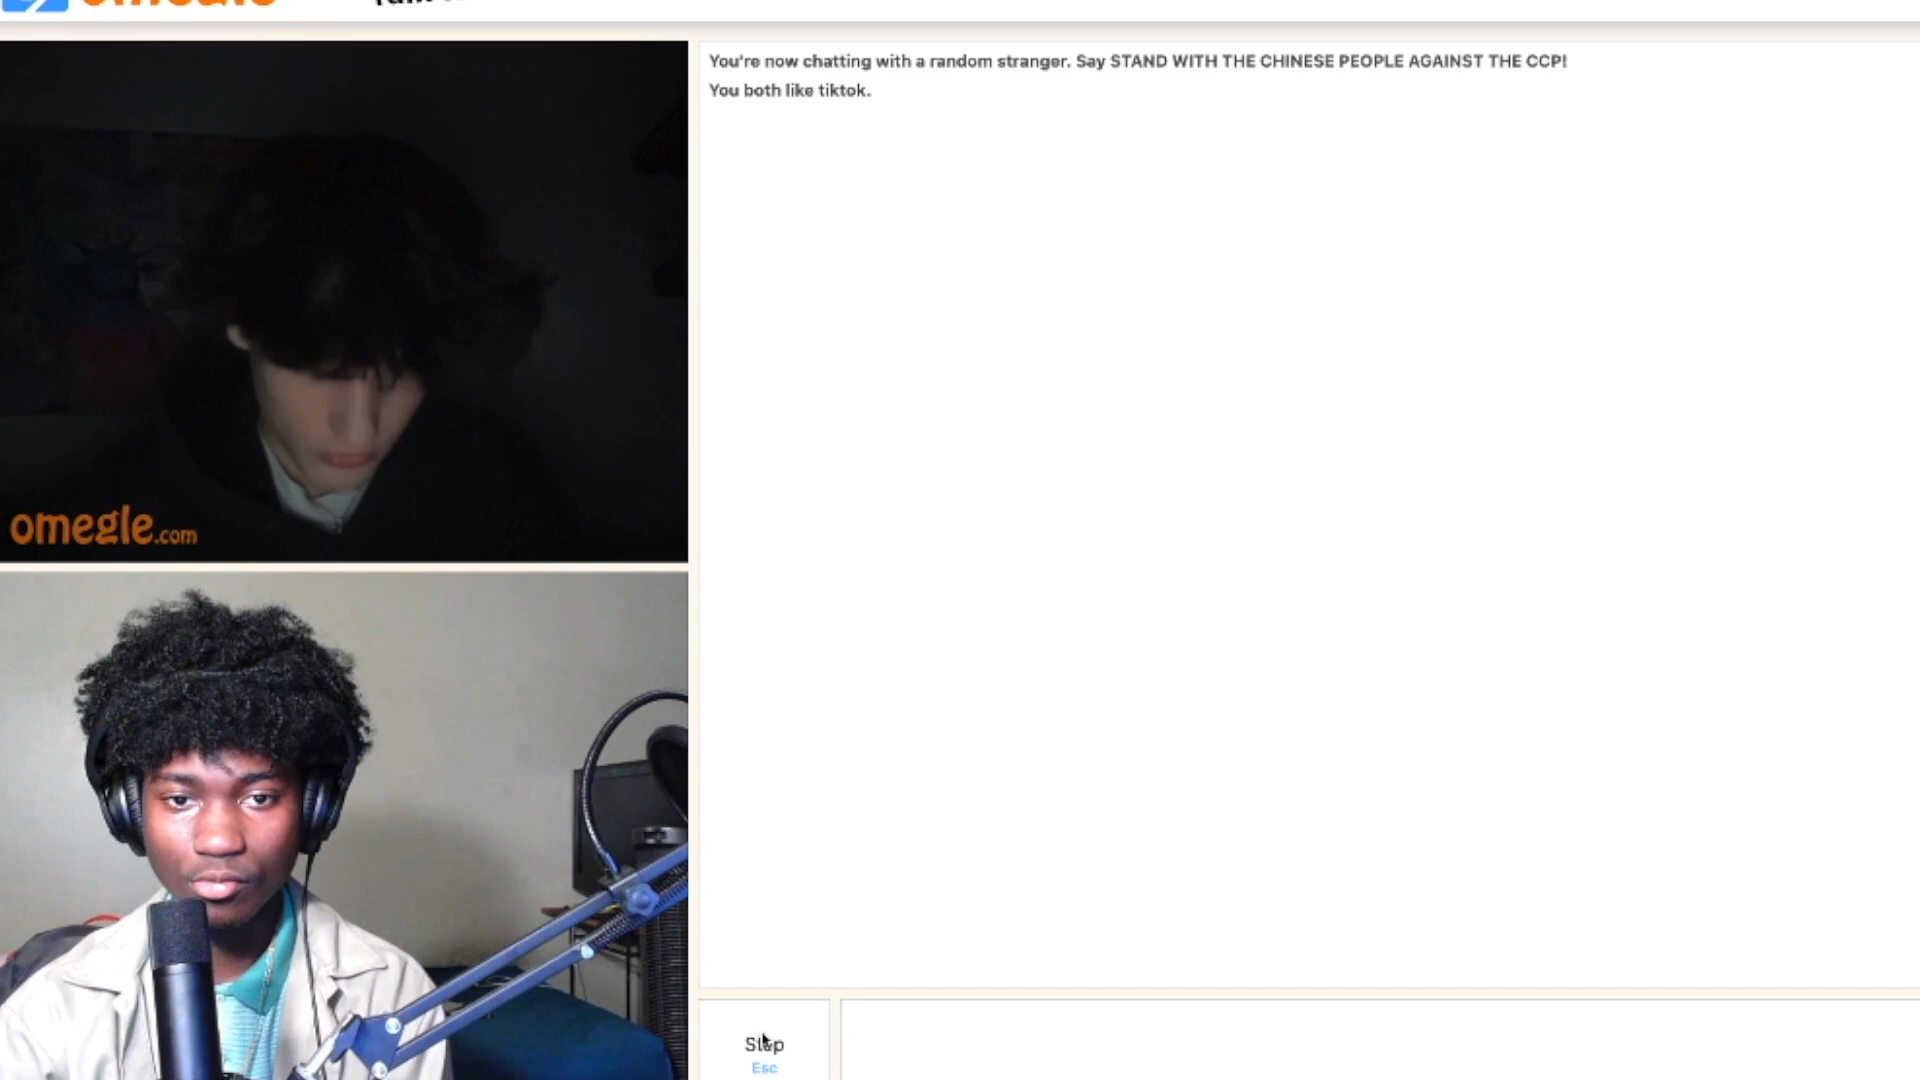 omegle
You're now chatting with a random stranger. Say STAND WITH THE CHINESE PEOPLE AGAINST THE CCP!
You both like tiktok.
omegle.com
Stop
Esc